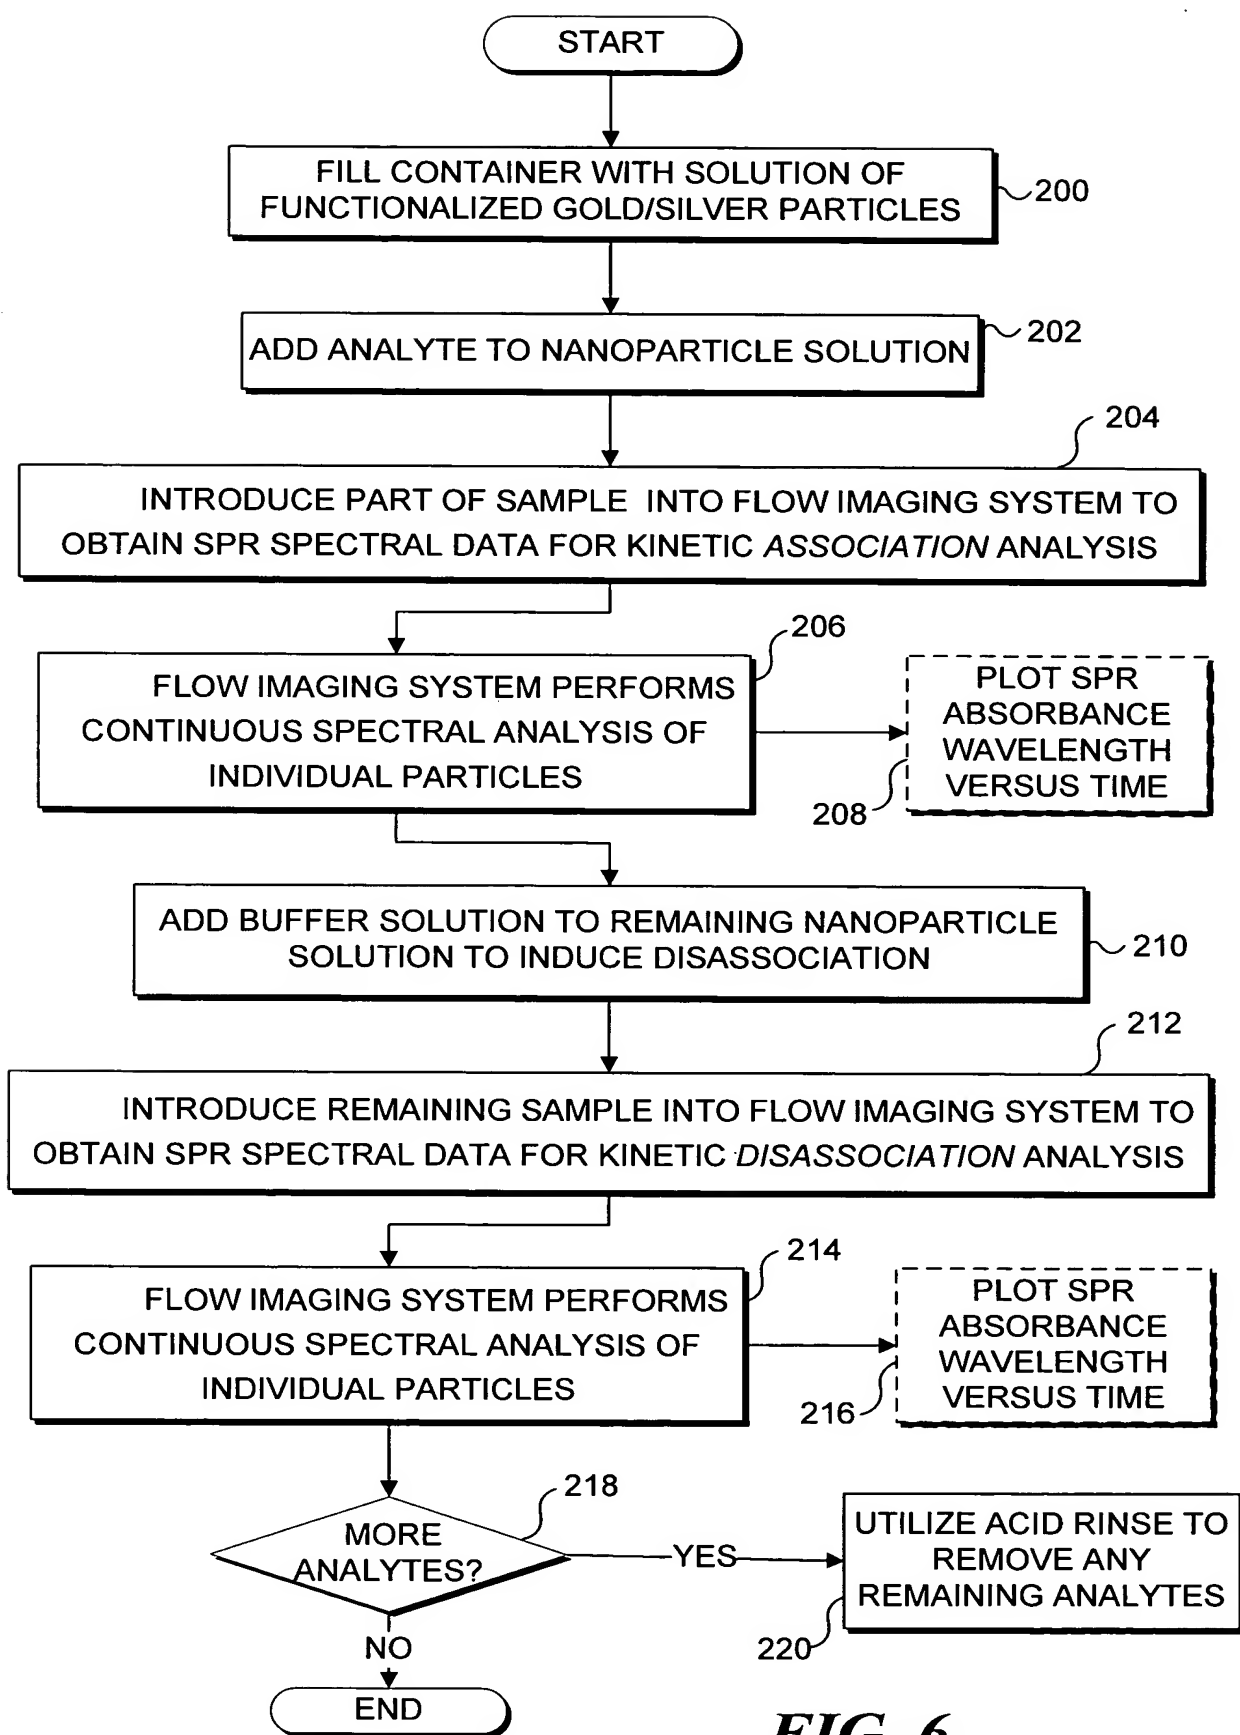 START
FILL CONTAINER WITH SOLUTION OF
FUNCTIONALIZED GOLD/SILVER PARTICLES
200
ADD ANALYTE TO NANOPARTICLE SOLUTION
202
204
INTRODUCE PART OF SAMPLE INTO FLOW IMAGING SYSTEM TO
OBTAIN SPR SPECTRAL DATA FOR KINETIC ASSOCIATION ANALYSIS
206
FLOW IMAGING SYSTEM PERFORMS
CONTINUOUS SPECTRAL ANALYSIS OF
INDIVIDUAL PARTICLES
PLOT SPR
ABSORBANCE
WAVELENGTH
VERSUS TIME
208
ADD BUFFER SOLUTION TO REMAINING NANOPARTICLE
SOLUTION TO INDUCE DISASSOCIATION
210
212
INTRODUCE REMAINING SAMPLE INTO FLOW IMAGING SYSTEM TO
OBTAIN SPR SPECTRAL DATA FOR KINETIC DISASSOCIATION ANALYSIS
214
FLOW IMAGING SYSTEM PERFORMS
CONTINUOUS SPECTRAL ANALYSIS OF
INDIVIDUAL PARTICLES
PLOT SPR
ABSORBANCE
WAVELENGTH
VERSUS TIME
216
218
MORE
ANALYTES?
YES
UTILIZE ACID RINSE TO
REMOVE ANY
REMAINING ANALYTES
220
NO
END
FIG. 6